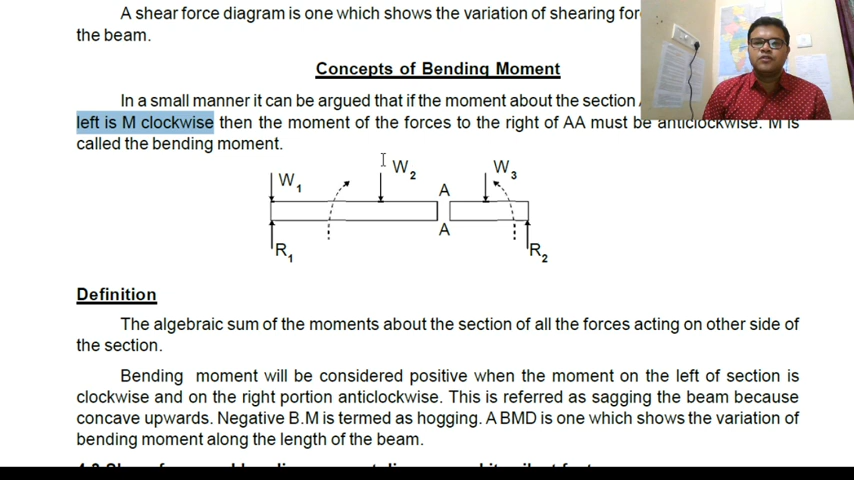 A shear force diagram is one which shows the variation of shearing for
the beam.
Concepts of Bending Moment
In a small manner it can be argued that if the moment about the section
left is M clockwise then the moment of the forces to the right of AA must be anticlockwise. M is
called the bending moment.
W1 W2 A W3
A
R1 R2
Definition
The algebraic sum of the moments about the section of all the forces acting on other side of
the section.
Bending moment will be considered positive when the moment on the left of section is
clockwise and on the right portion anticlockwise. This is referred as sagging the beam because
concave upwards. Negative B.M is termed as hogging. A BMD is one which shows the variation of
bending moment along the length of the beam.